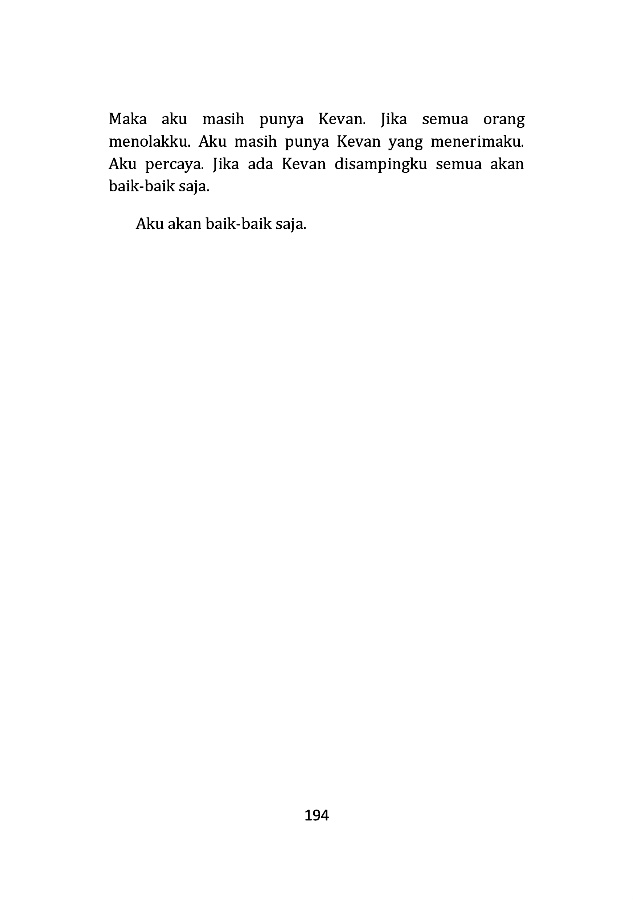 Maka aku masih punya Kevan. Jika semua orang
menolakku. Aku masih punya Kevan yang menerimaku.
Aku percaya. Jika ada Kevan disampingku semua akan
baik-baik saja.
Aku akan baik-baik saja.
194